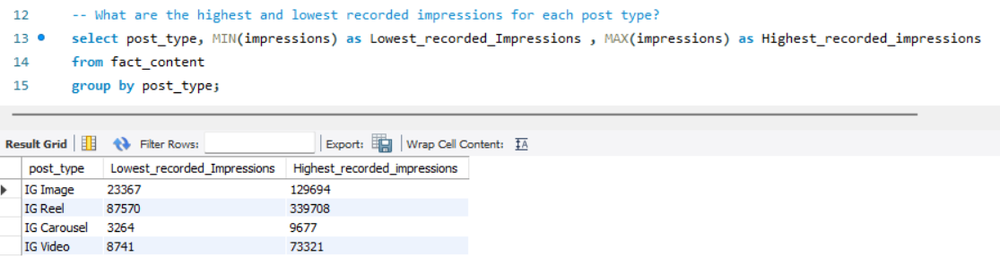 12 -- What are the highest and lowest recorded impressions for each post type?
13 select post_type, MIN(impressions) as Lowest_recorded_Impressions , MAX(impressions) as Highest_recorded_impressions
14 from fact_content
15 group by post_type;
Result Grid Filter Rows: Export: Wrap Cell Content: IA
post_type Lowest_recorded_Impressions Highest_recorded_impressions
IG Image 23367 129694
IG Reel 87570 339708
IG Carousel 3264 9677
IG Video 8741 73321